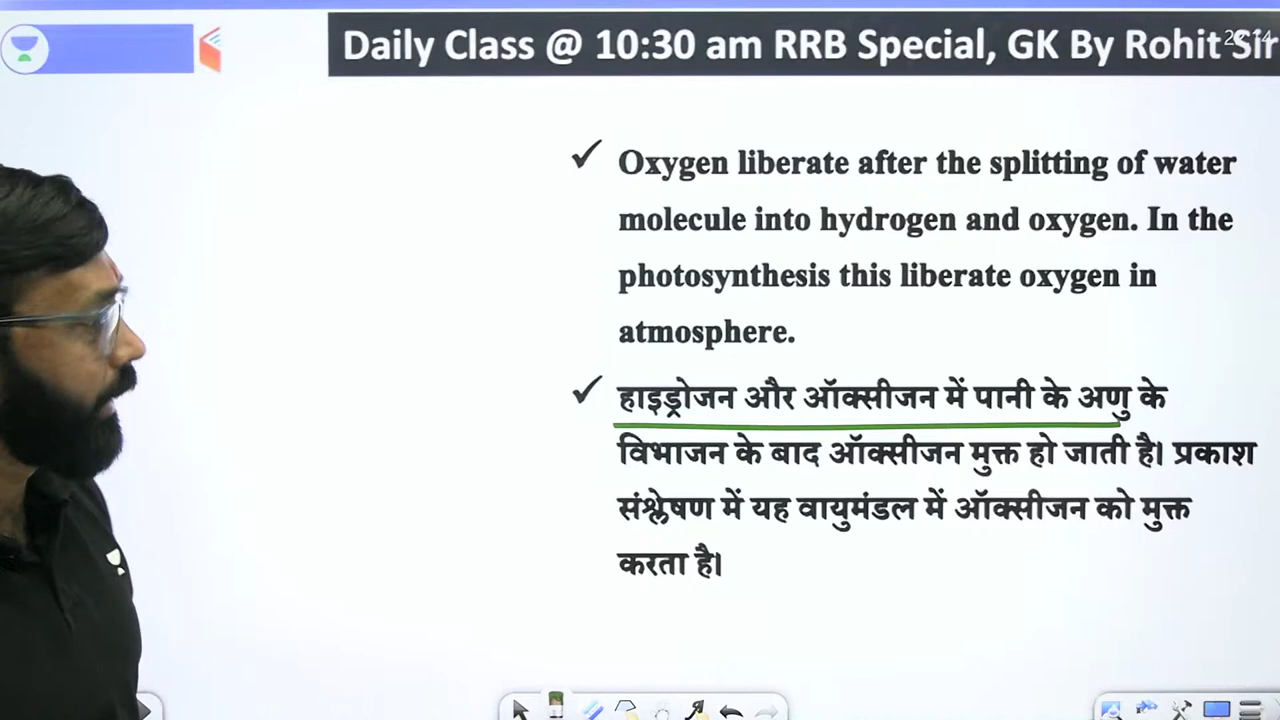 Daily Class @ 10:30 am RRB Special, GK By Rohit Sir
✓ Oxygen liberate after the splitting of water
molecule into hydrogen and oxygen. In the
photosynthesis this liberate oxygen in
atmosphere.
✓ हाइड्रोजन और ऑक्सीजन में पानी के अणु के
विभाजन के बाद ऑक्सीजन मुक्त हो जाती है। प्रकाश
संश्लेषण में यह वायुमंडल में ऑक्सीजन को मुक्त
करता है।